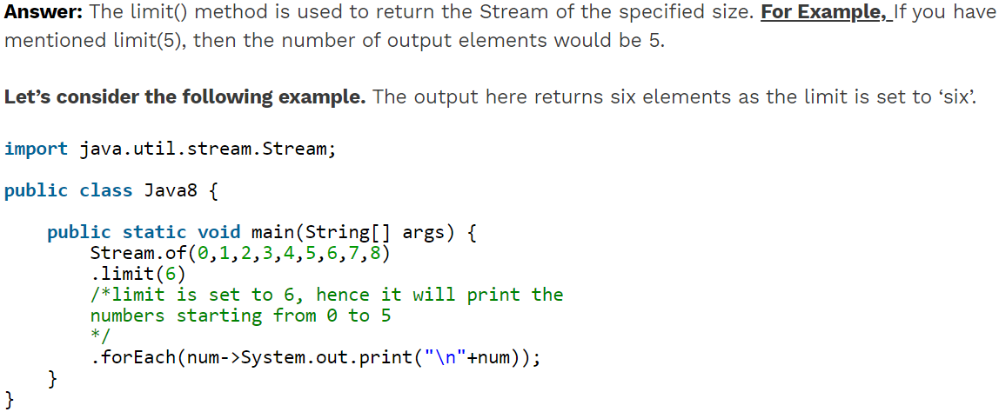 Answer: The limit() method is used to return the Stream of the specified size. For Example, If you have
mentioned limit(5), then the number of output elements would be 5.
Let’s consider the following example. The output here returns six elements as the limit is set to ‘six’.
import java.util.stream.Stream;
public class Java8 {
    public static void main(String[] args) {
        Stream.of(0,1,2,3,4,5,6,7,8)
        .limit(6)
        /*limit is set to 6, hence it will print the
        numbers starting from 0 to 5
        */
        .forEach(num->System.out.print("\n"+num));
    }
}